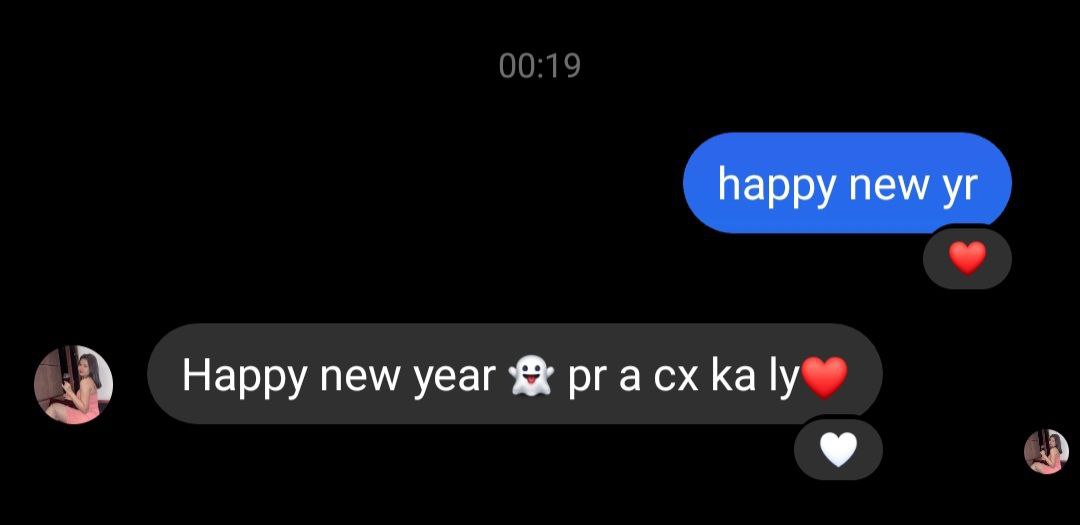 00:19
happy new yr
❤️
Happy new year 👻 pr a cx ka ly❤️
🤍